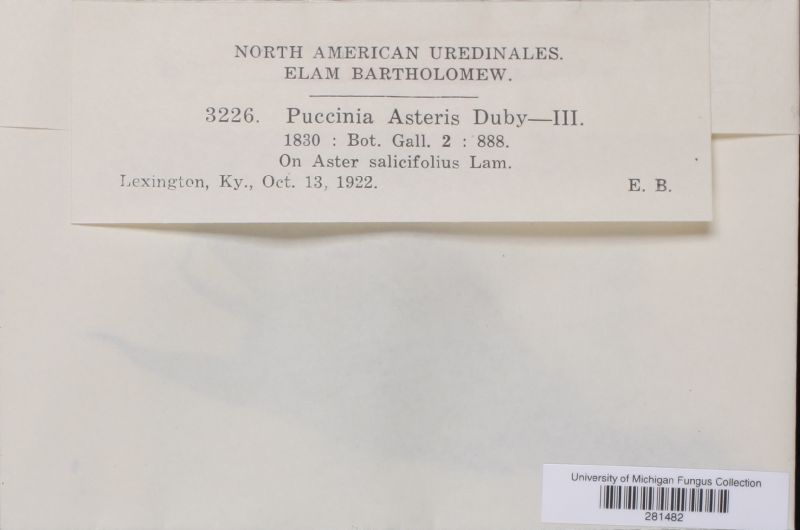 NORTH AMERICAN UREDINALES.
ELAM BARTHOLOMEW.
3226. Puccinia Asteris Duby—III.
1830 : Bot. Gall. 2 : 888.
On Aster salicifolius Lam.
Lexington, Ky., Oct. 13, 1922. E. B.
University of Michigan Fungus Collection
281482